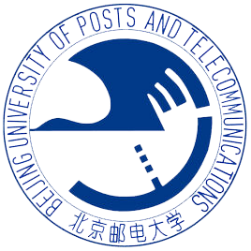 BEIJING UNIVERSITY OF POSTS AND TELECOMMUNICATIONS
北京邮电大学